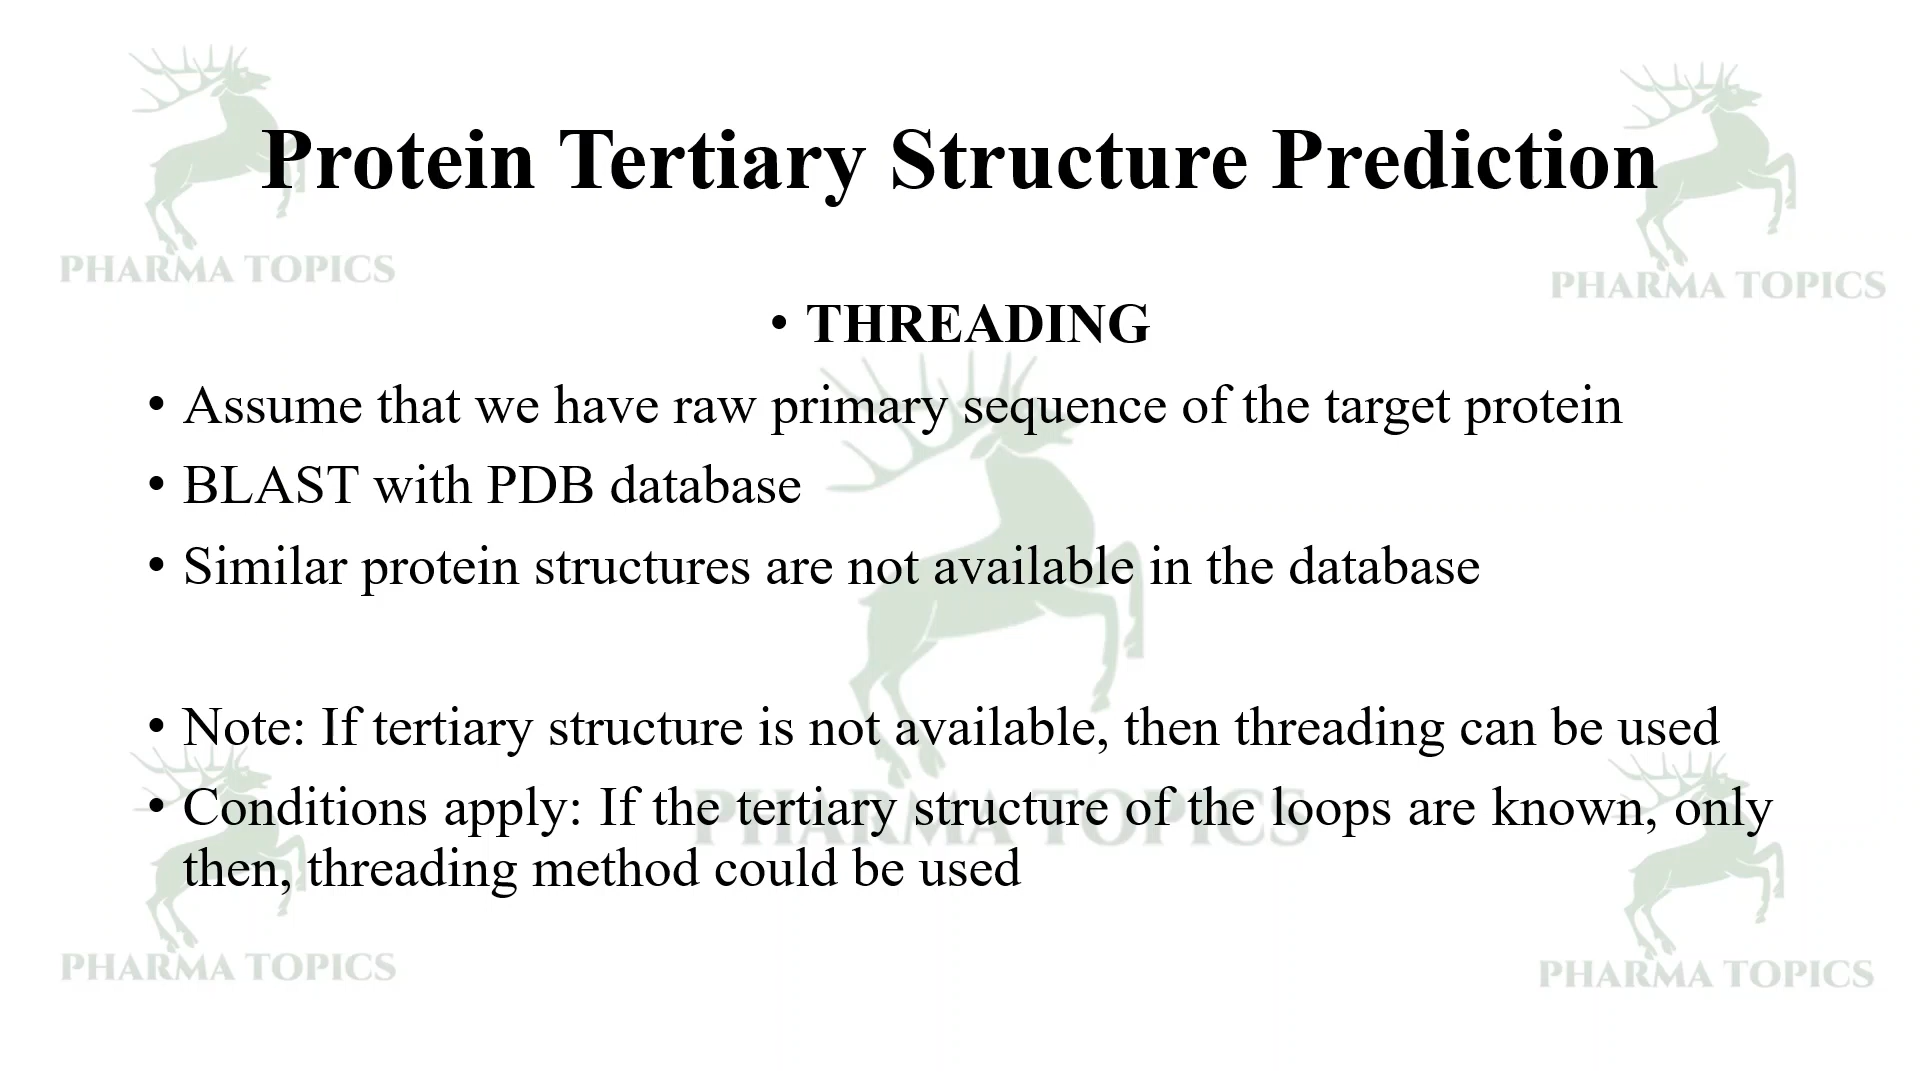 Protein Tertiary Structure Prediction
PHARMA TOPICS
PHARMA TOPICS
• THREADING
• Assume that we have raw primary sequence of the target protein
• BLAST with PDB database
• Similar protein structures are not available in the database
• Note: If tertiary structure is not available, then threading can be used
• Conditions apply: If the tertiary structure of the loops are known, only
then, threading method could be used
PHARMA TOPICS
PHARMA TOPICS
PHARMA TOPICS